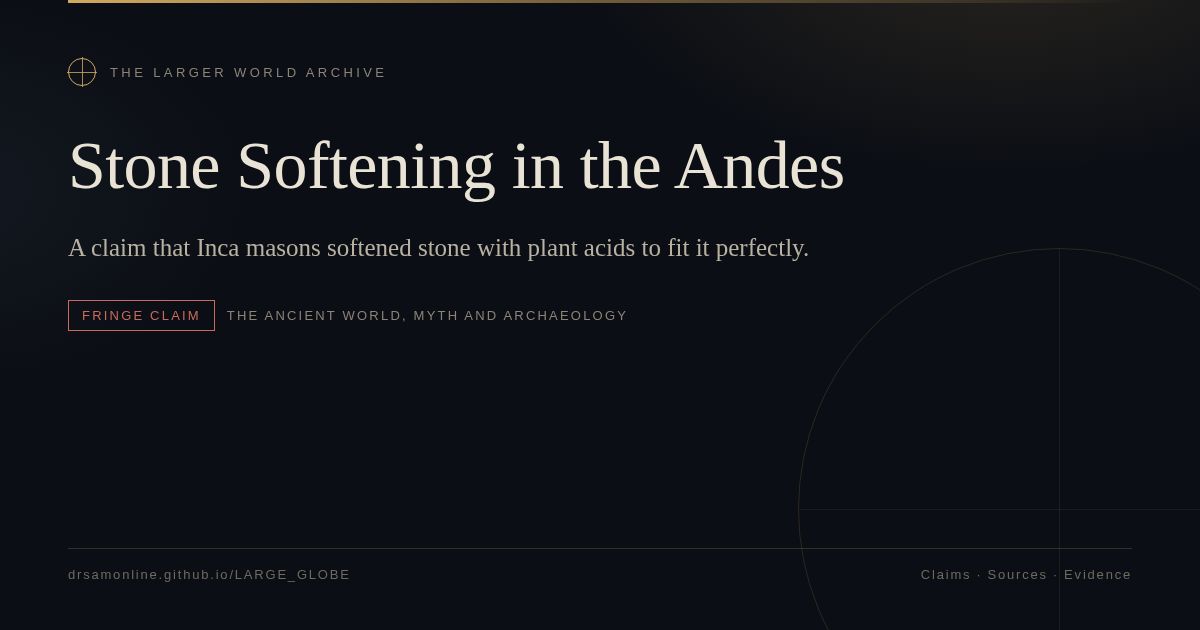 THE LARGER WORLD ARCHIVE
Stone Softening in the Andes
A claim that Inca masons softened stone with plant acids to fit it perfectly.
FRINGE CLAIM THE ANCIENT WORLD, MYTH AND ARCHAEOLOGY
drsamonline.github.io/LARGE_GLOBE Claims · Sources · Evidence